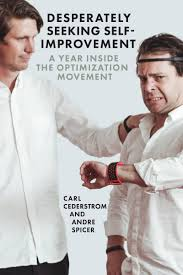 DESPERATELY
SEEKING SELF-
IMPROVEMENT
A YEAR INSIDE
THE OPTIMIZATION
MOVEMENT
CARL
CEDERSTROM
AND
ANDRE
SPICER